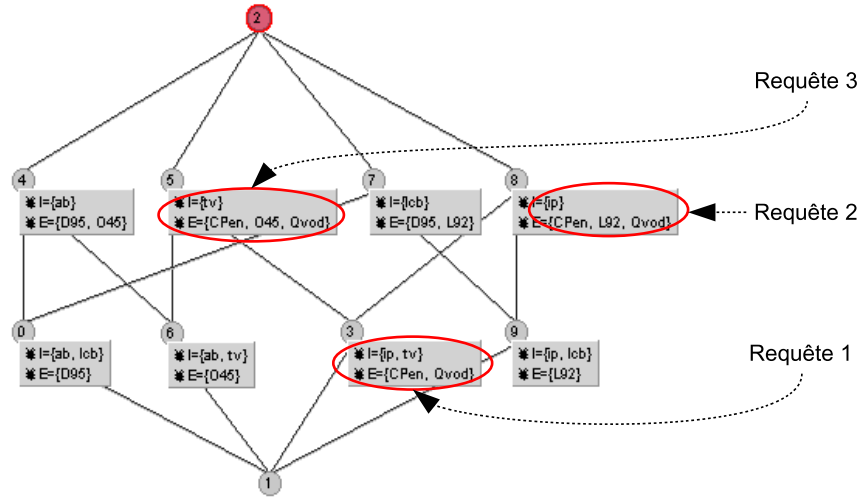 2
Requête 3
4
5
7
8
I={ab}
E={D95, O45}
I={tv}
E={CPen, O45, Qvod}
I={lcb}
E={D95, L92}
I={ip}
E={CPen, L92, Qvod}
Requête 2
0
6
3
9
I={ab, lcb}
E={D95}
I={ab, tv}
E={O45}
I={ip, tv}
E={CPen, Qvod}
I={ip, lcb}
E={L92}
Requête 1
1